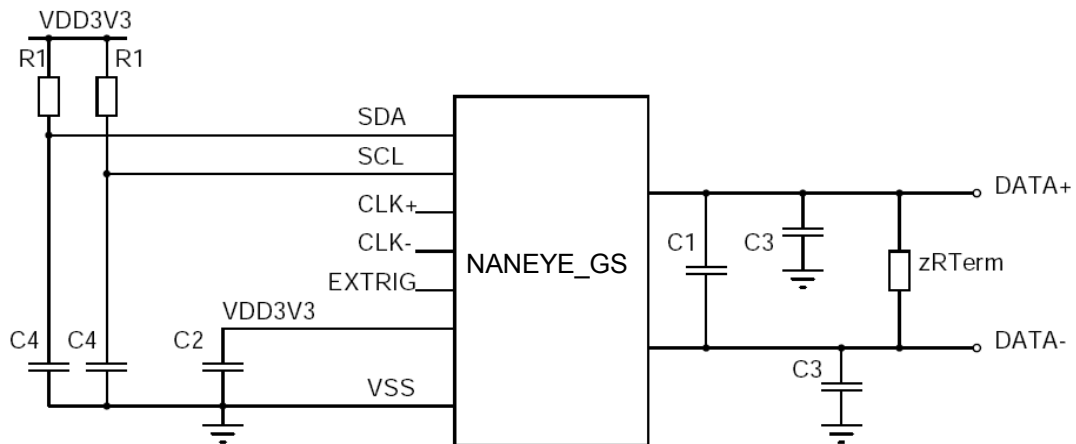 VDD3V3
R1 R1
SDA
SCL
CLK+
CLK-
EXTRIG
VDD3V3
C4 C4 C2
VSS
NANEYE_GS
DATA+
C1 C3
zRTerm
DATA-
C3